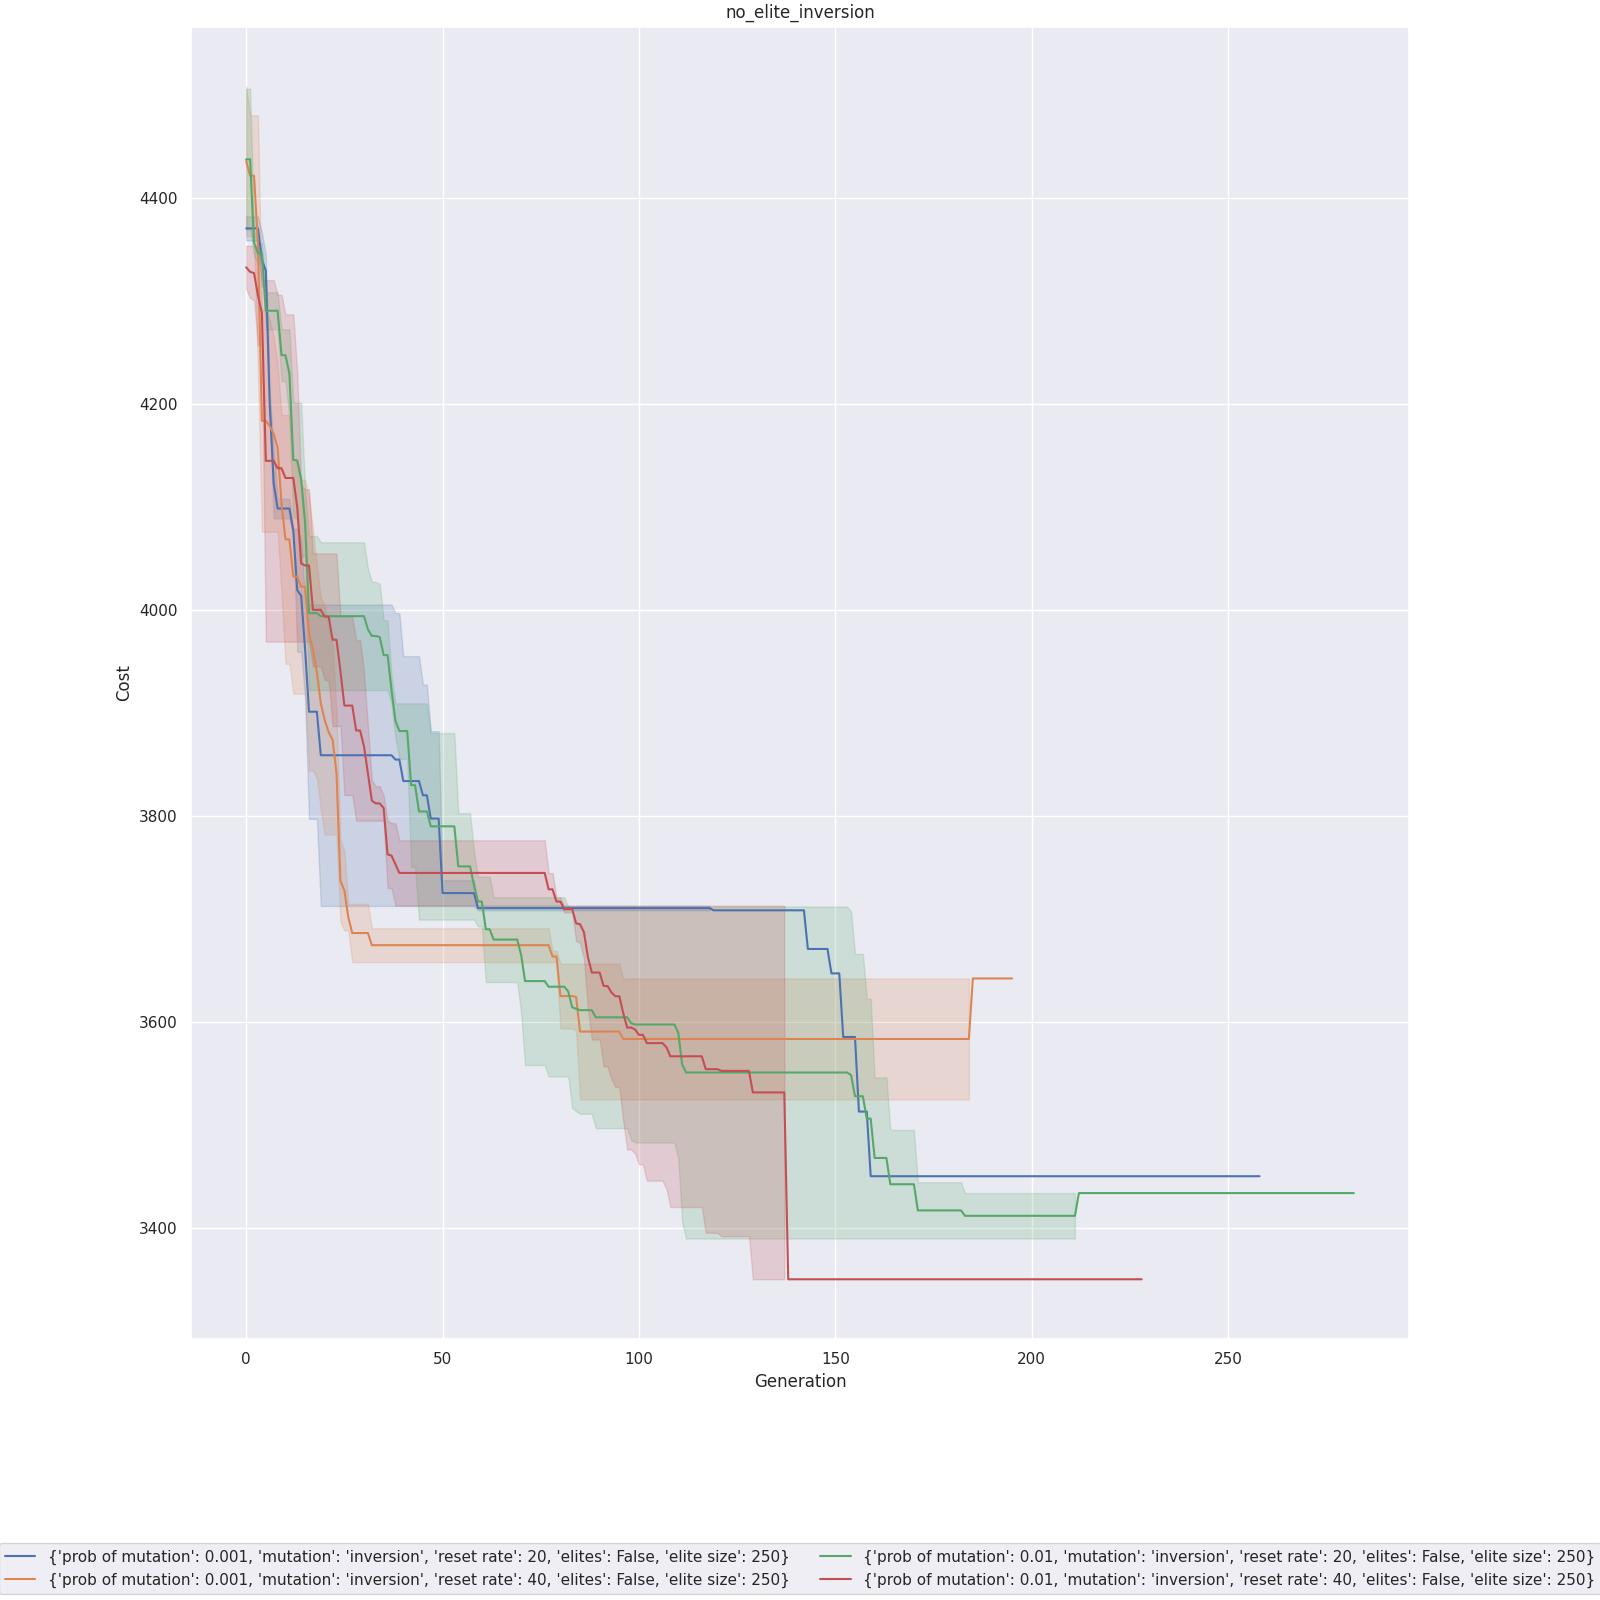 no_elite_inversion
4400
4200
4000
3800
3600
3400
Cost
0 50 100 150 200 250
Generation
{'prob of mutation': 0.001, 'mutation': 'inversion', 'reset rate': 20, 'elites': False, 'elite size': 250}
{'prob of mutation': 0.001, 'mutation': 'inversion', 'reset rate': 40, 'elites': False, 'elite size': 250}
{'prob of mutation': 0.01, 'mutation': 'inversion', 'reset rate': 20, 'elites': False, 'elite size': 250}
{'prob of mutation': 0.01, 'mutation': 'inversion', 'reset rate': 40, 'elites': False, 'elite size': 250}